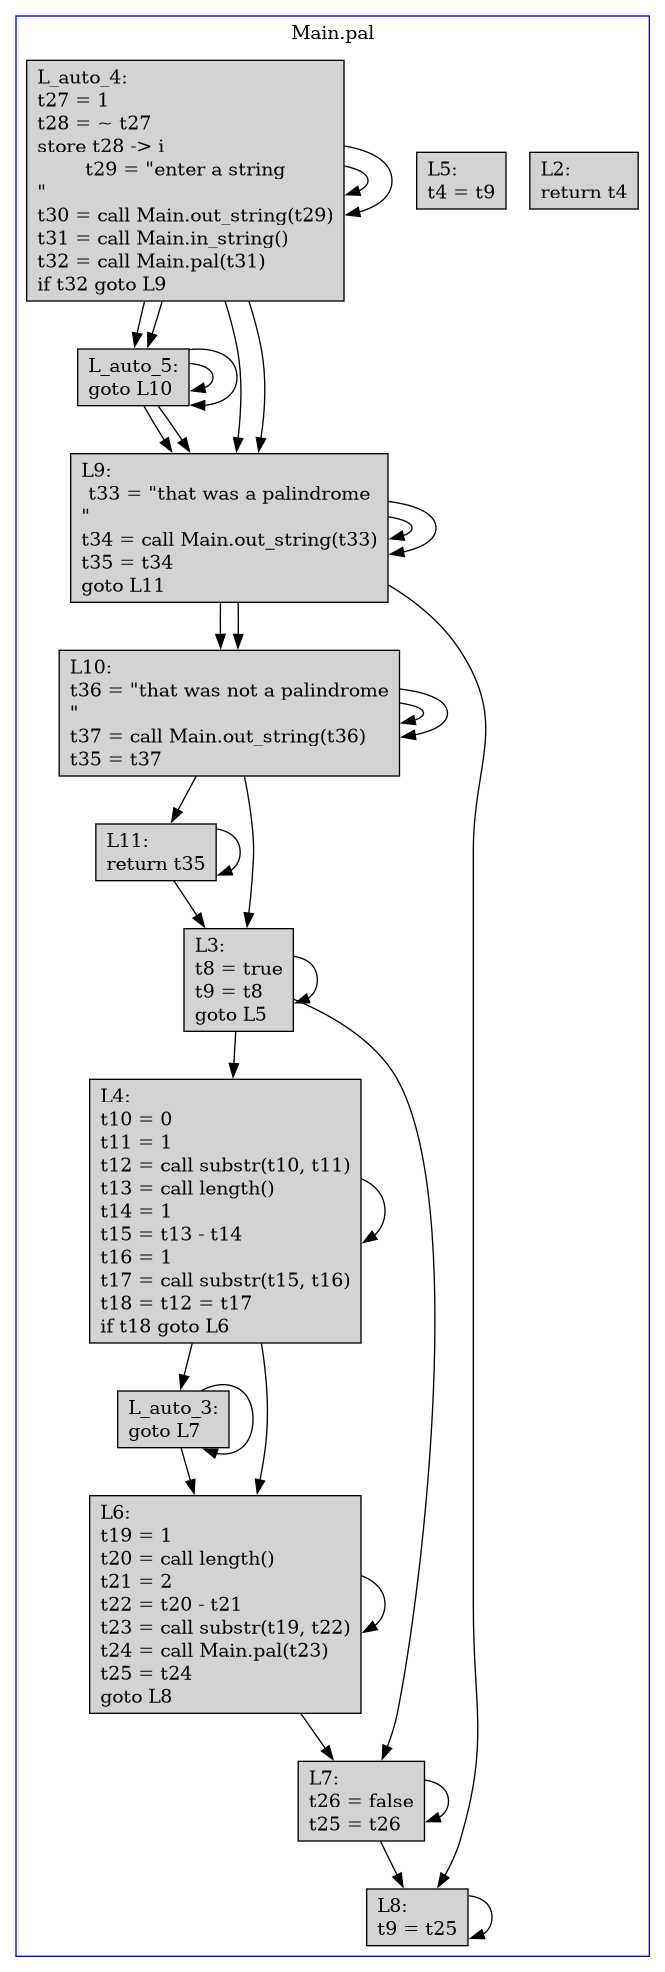 Main.pal
L_auto_4:
t27 = 1
t28 = ~ t27
store t28 -> i
t29 = "enter a string
"
t30 = call Main.out_string(t29)
t31 = call Main.in_string()
t32 = call Main.pal(t31)
if t32 goto L9
L5:
t4 = t9
L2:
return t4
L_auto_5:
goto L10
L9:
t33 = "that was a palindrome
"
t34 = call Main.out_string(t33)
t35 = t34
goto L11
L10:
t36 = "that was not a palindrome
"
t37 = call Main.out_string(t36)
t35 = t37
L11:
return t35
L3:
t8 = true
t9 = t8
goto L5
L4:
t10 = 0
t11 = 1
t12 = call substr(t10, t11)
t13 = call length()
t14 = 1
t15 = t13 - t14
t16 = 1
t17 = call substr(t15, t16)
t18 = t12 = t17
if t18 goto L6
L_auto_3:
goto L7
L6:
t19 = 1
t20 = call length()
t21 = 2
t22 = t20 - t21
t23 = call substr(t19, t22)
t24 = call Main.pal(t23)
t25 = t24
goto L8
L7:
t26 = false
t25 = t26
L8:
t9 = t25